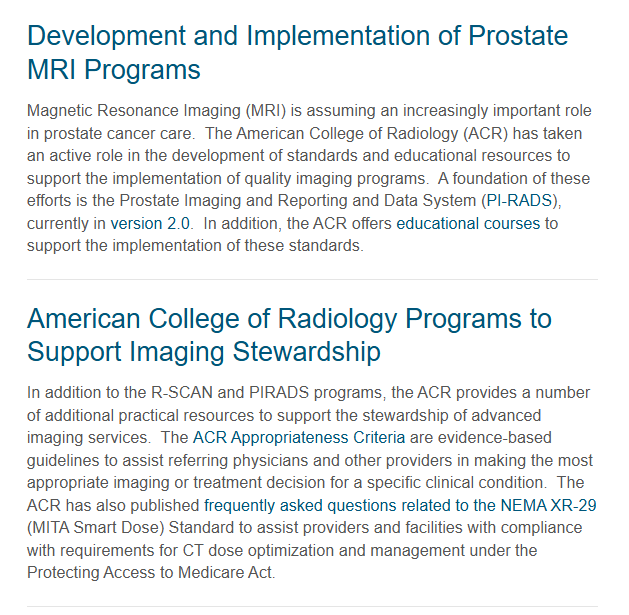 Development and Implementation of Prostate
MRI Programs
Magnetic Resonance Imaging (MRI) is assuming an increasingly important role
in prostate cancer care.  The American College of Radiology (ACR) has taken
an active role in the development of standards and educational resources to
support the implementation of quality imaging programs.  A foundation of these
efforts is the Prostate Imaging and Reporting and Data System (PI-RADS),
currently in version 2.0.  In addition, the ACR offers educational courses to
support the implementation of these standards.
American College of Radiology Programs to
Support Imaging Stewardship
In addition to the R-SCAN and PIRADS programs, the ACR provides a number
of additional practical resources to support the stewardship of advanced
imaging services.  The ACR Appropriateness Criteria are evidence-based
guidelines to assist referring physicians and other providers in making the most
appropriate imaging or treatment decision for a specific clinical condition.  The
ACR has also published frequently asked questions related to the NEMA XR-29
(MITA Smart Dose) Standard to assist providers and facilities with compliance
with requirements for CT dose optimization and management under the
Protecting Access to Medicare Act.